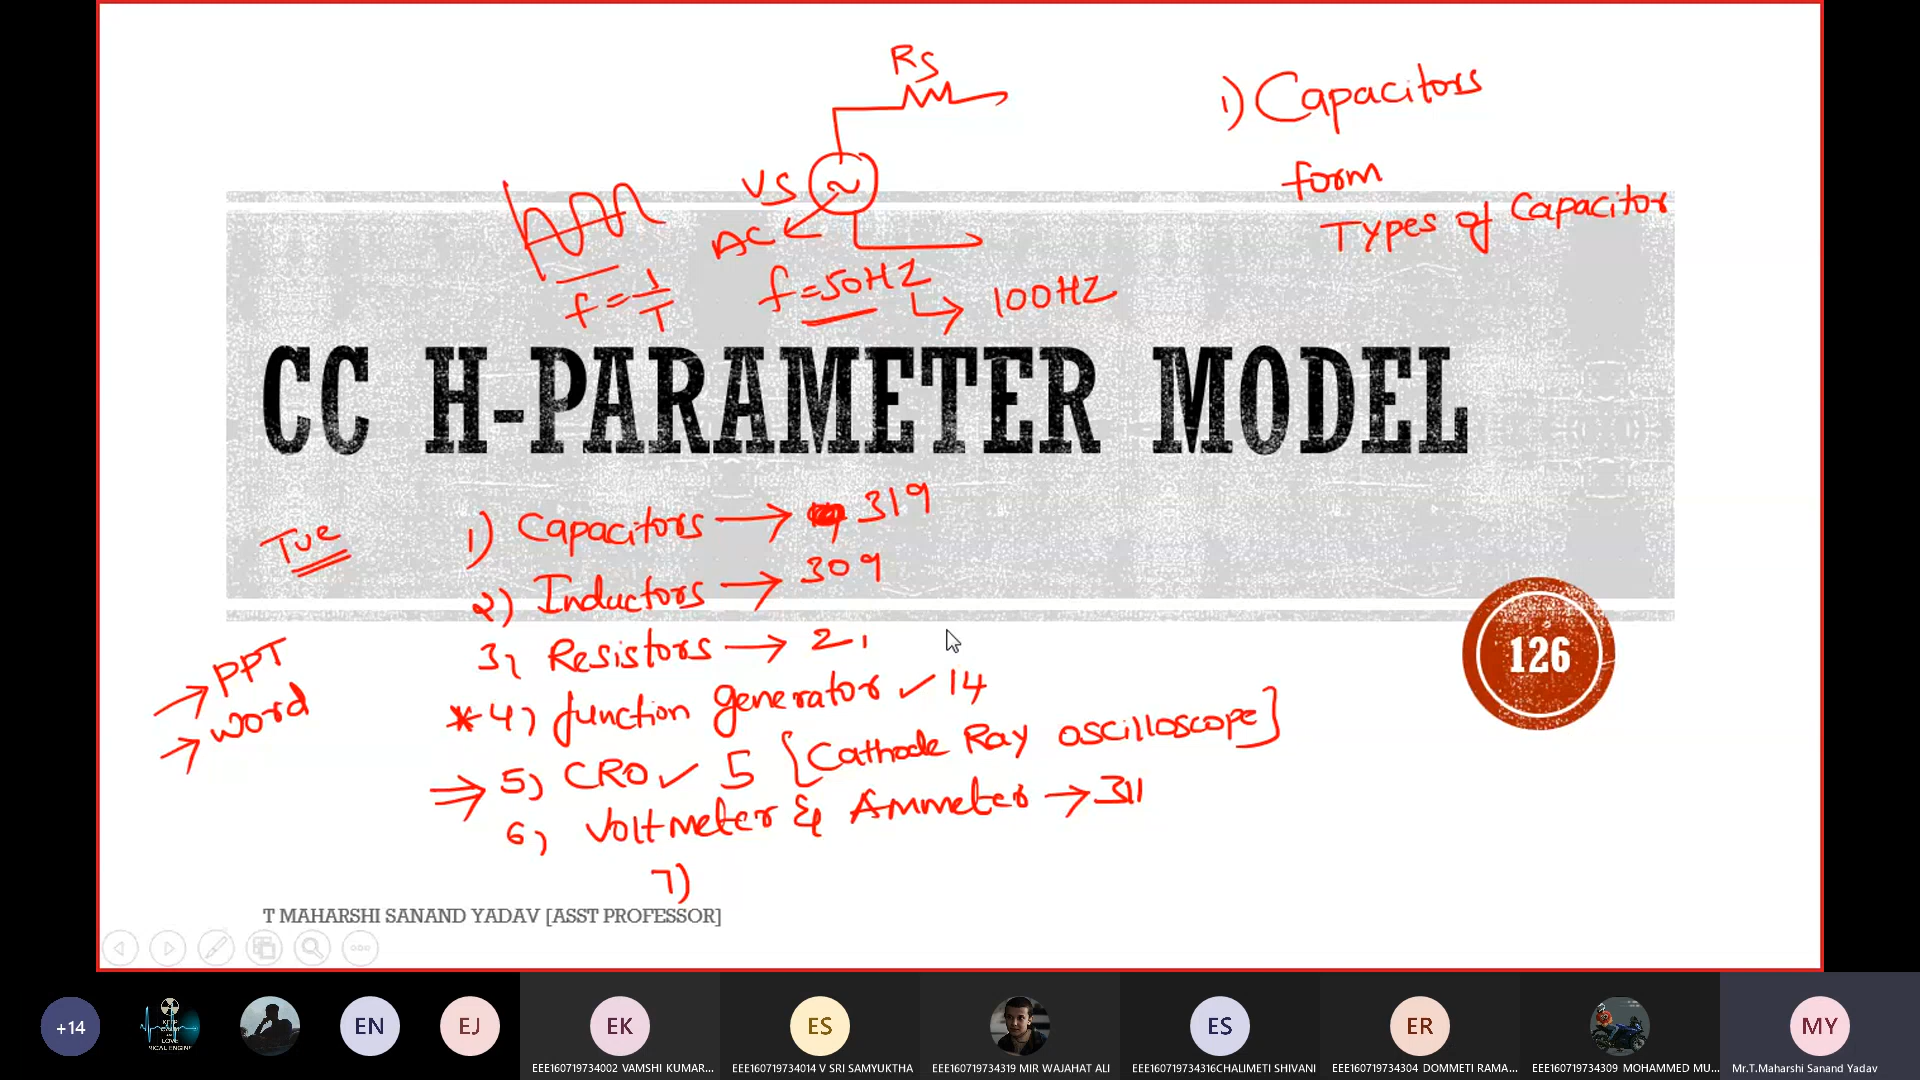 Rs
1) Capacitors
form
Types of Capacitor
VS
AC
f = 1/T
f = 50HZ
100HZ
CC H-PARAMETER MODEL
Tue
1) Capacitors → 319
2) Inductors → 309
3) Resistors → 21
PPT
word
*4) function generator ✓ 14
5) CRO ✓ 5 {Cathode Ray oscilloscope]
6) Voltmeter & Ammeter → 311
7)
126
T MAHARSHI SANAND YADAV [ASST PROFESSOR]
+14
EN
EJ
EK
ES
ES
ER
MY
EEE160719734002 VAMSHI KUMAR...
EEE160719734014 V SRI SAMYUKTHA
EEE160719734319 MIR WAJAHAT ALI
EEE160719734316CHALIMETI SHIVANI
EEE160719734304 DOMMETI RAMA...
EEE160719734309 MOHAMMED MU...
Mr.T.Maharshi Sanand Yadav